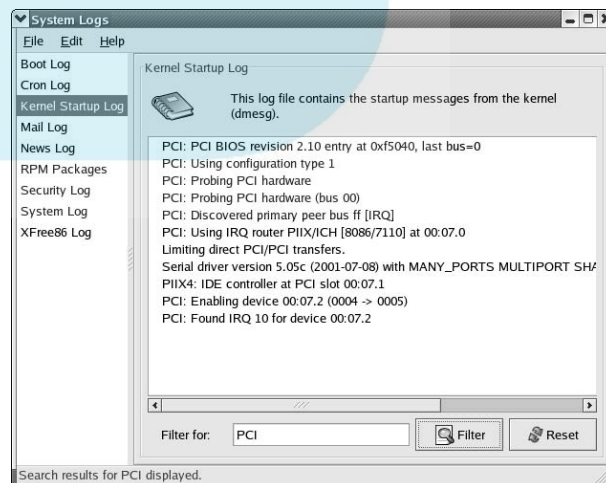 System Logs
File Edit Help
Boot Log
Cron Log
Kernel Startup Log
Mail Log
News Log
RPM Packages
Security Log
System Log
XFree86 Log
Kernel Startup Log
This log file contains the startup messages from the kernel
(dmesg).
PCI: PCI BIOS revision 2.10 entry at 0xf5040, last bus=0
PCI: Using configuration type 1
PCI: Probing PCI hardware
PCI: Probing PCI hardware (bus 00)
PCI: Discovered primary peer bus ff [IRQ]
PCI: Using IRQ router PIIX/ICH [8086/7110] at 00:07.0
Limiting direct PCI/PCI transfers.
Serial driver version 5.05c (2001-07-08) with MANY_PORTS MULTIPORT SHA
PIIX4: IDE controller at PCI slot 00:07.1
PCI: Enabling device 00:07.2 (0004 -> 0005)
PCI: Found IRQ 10 for device 00:07.2
Filter for: PCI Filter Reset
Search results for PCI displayed.